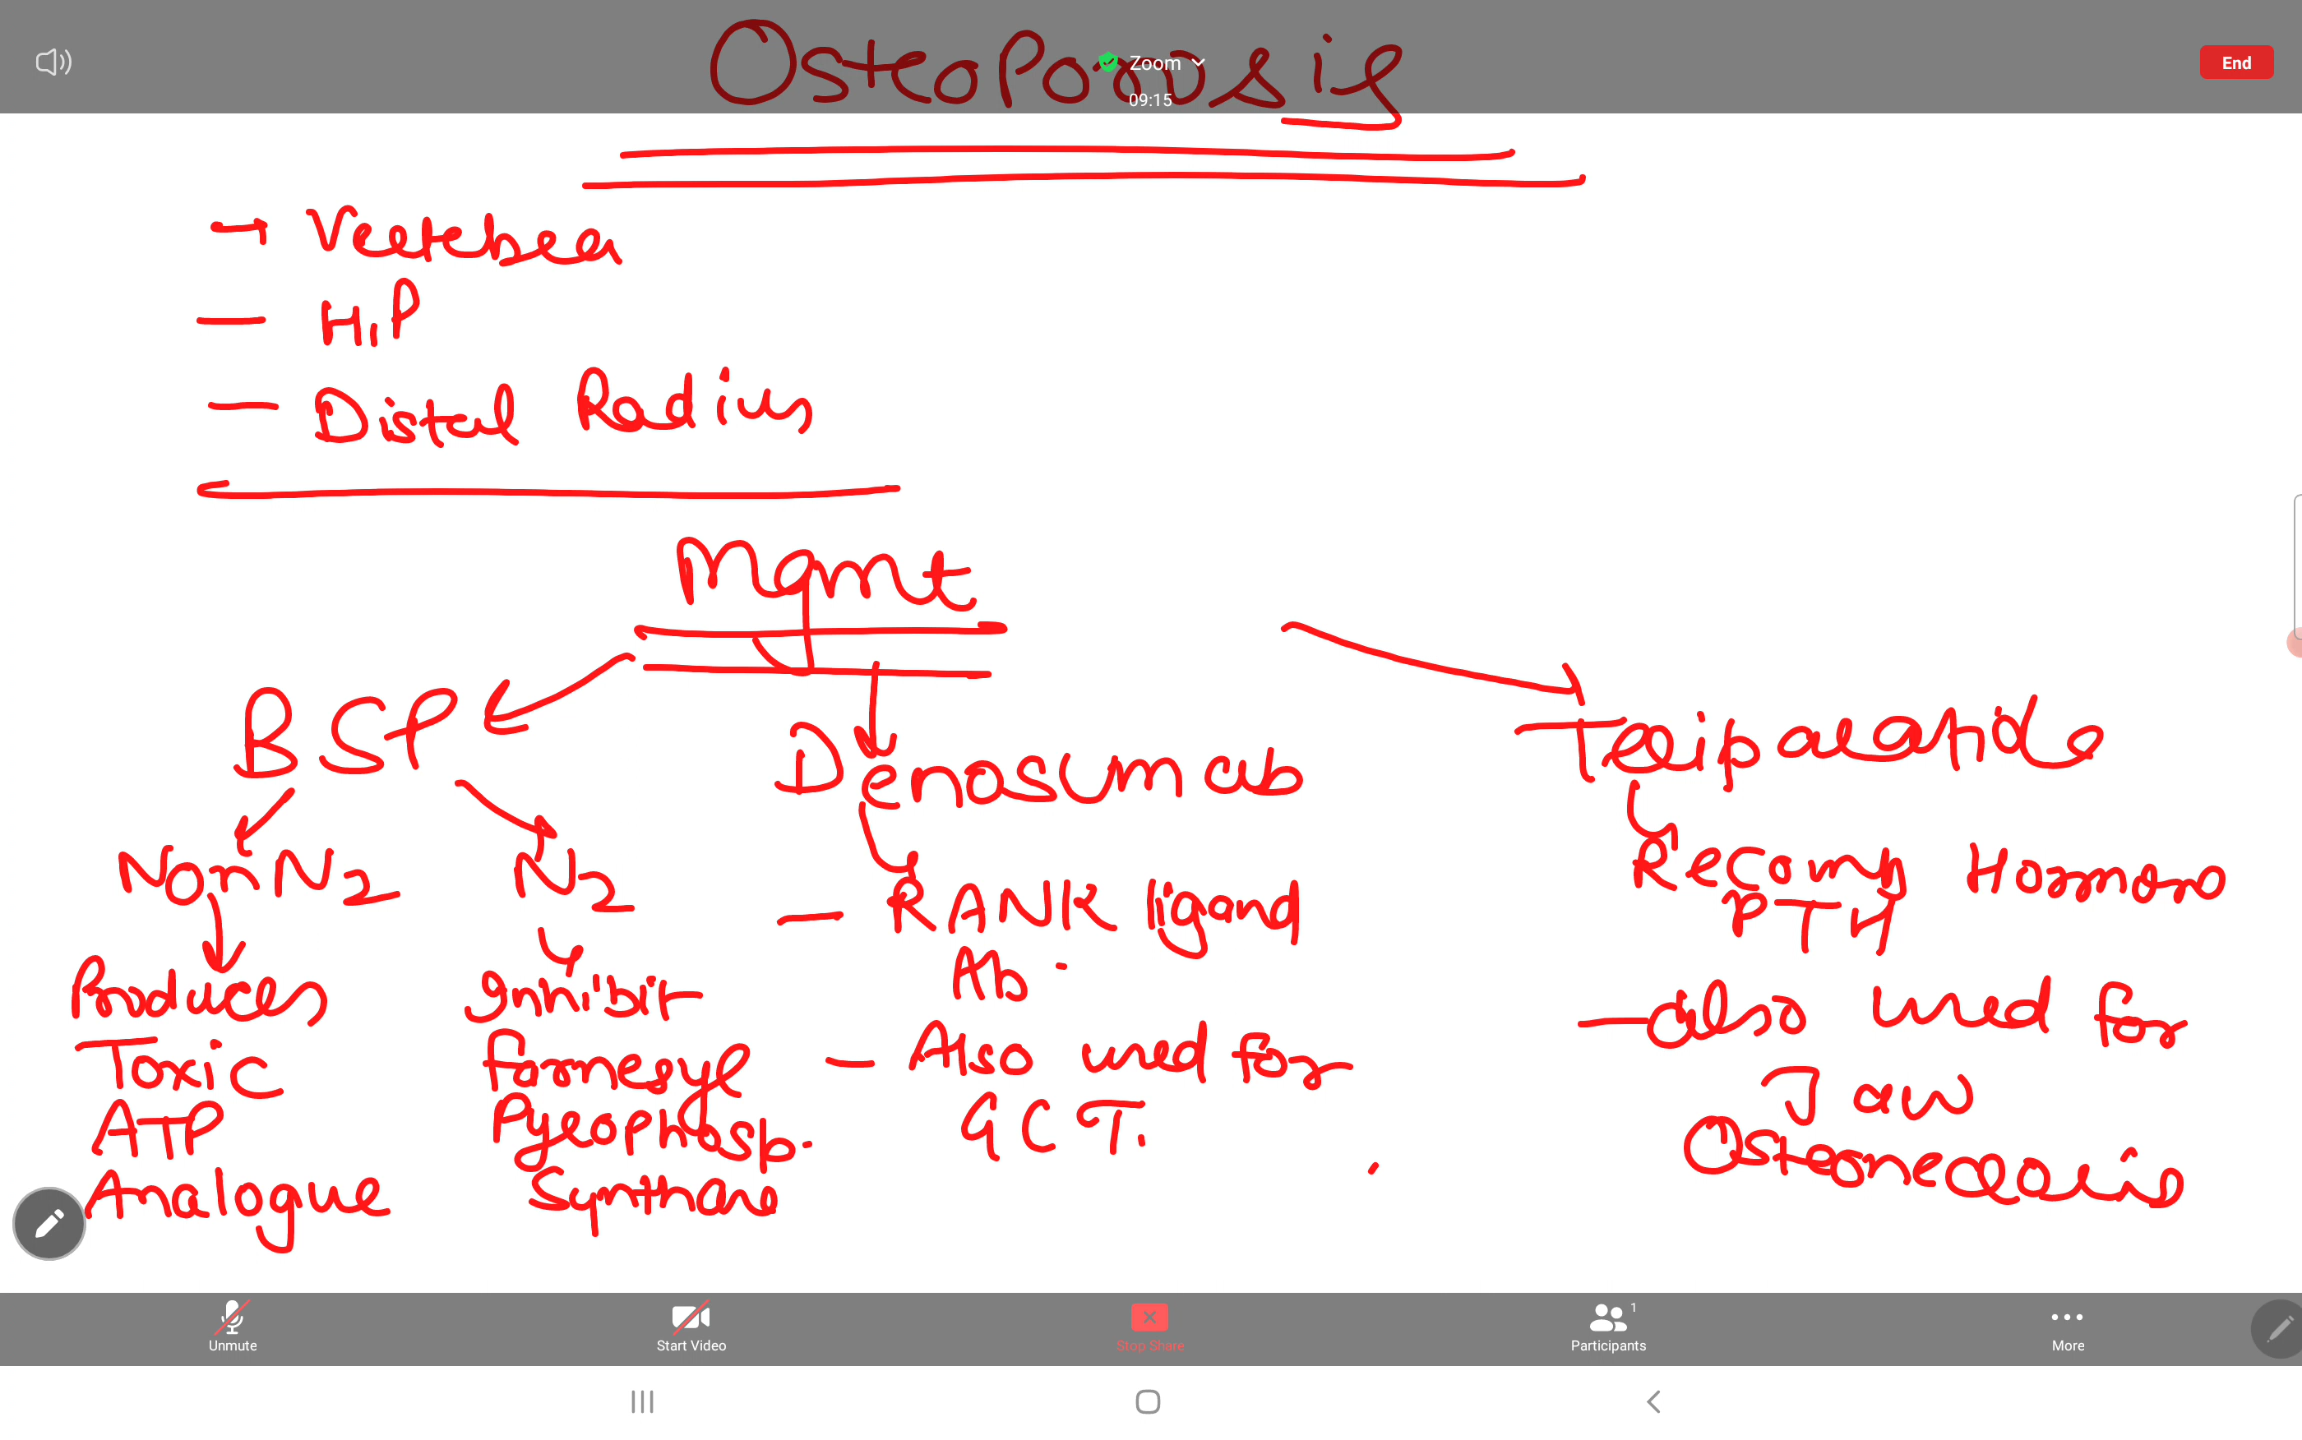 Osteoporosis
Zoom
09:15
End
→ Vertebra
— HiP
— Distal Radius
Mgmt
BSP
Denosumab
Teriparatide
Non N2
N2
Produces
Toxic
ATP
Analogue
Inhibit
Farnesyl
Pyrophosp.
Synthase
— RANK ligand
Ab.
— Also used for
GCT.
Recomb Hormone
PTH
— also used for
Jaw
Osteonecrosis
Unmute
Start Video
Stop Share
Participants
1
More